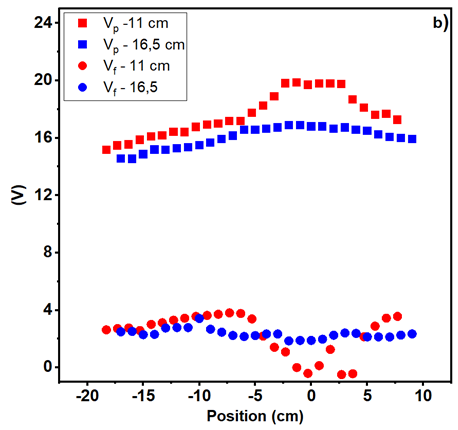 b)
Vp -11 cm
Vp - 16,5 cm
Vf - 11 cm
Vf - 16,5
24
20
16
12
8
4
0
(V)
-20 -15 -10 -5 0 5 10
Position (cm)